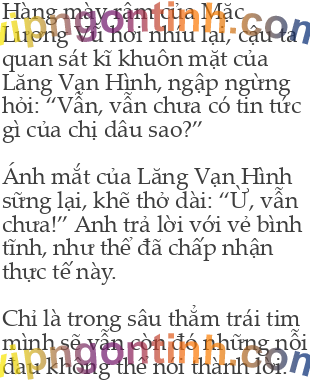 Hàng mày rậm của Mặc
Lương Vũ hơi nhíu lại, cậu ta
quan sát kĩ khuôn mặt của
Lăng Vạn Hình, ngập ngừng
hỏi: “Vẫn, vẫn chưa có tin tức
gì của chị dâu sao?”

Ánh mắt của Lăng Vạn Hình
sững lại, khẽ thở dài: “Ừ, vẫn
chưa!” Anh trả lời với vẻ bình
tĩnh, như thể đã chấp nhận
thực tế này.

Chỉ là trong sâu thẳm trái tim
mình sẽ vẫn còn đó những nỗi
đau không thể nói thành lời.